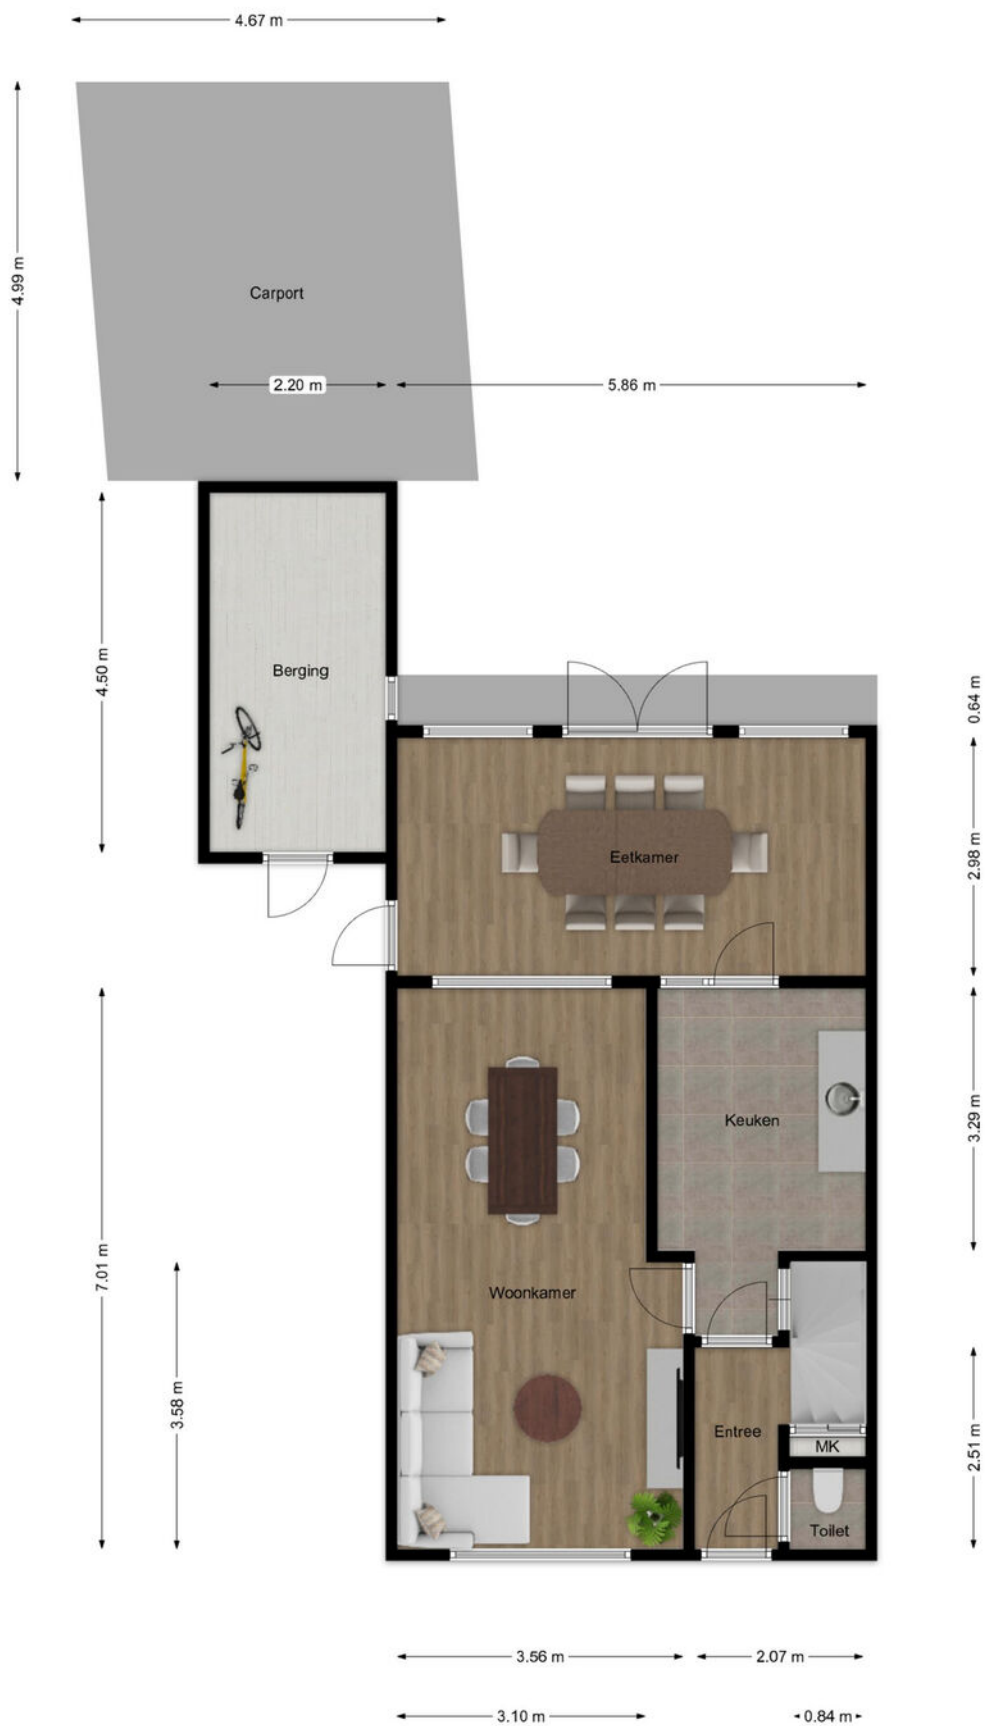 4.67 m
4.99 m
Carport
2.20 m
5.86 m
4.50 m
Berging
0.64 m
2.98 m
Eetkamer
3.29 m
Keuken
7.01 m
Woonkamer
3.58 m
Entree
MK
2.51 m
Toilet
3.56 m
2.07 m
3.10 m
0.84 m